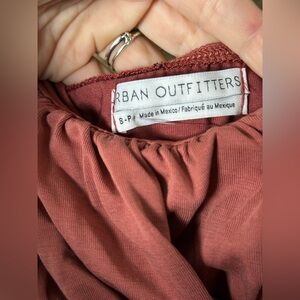 RBAN OUTFITTERS
S-P Made in Mexico / Fabriqué au Mexique